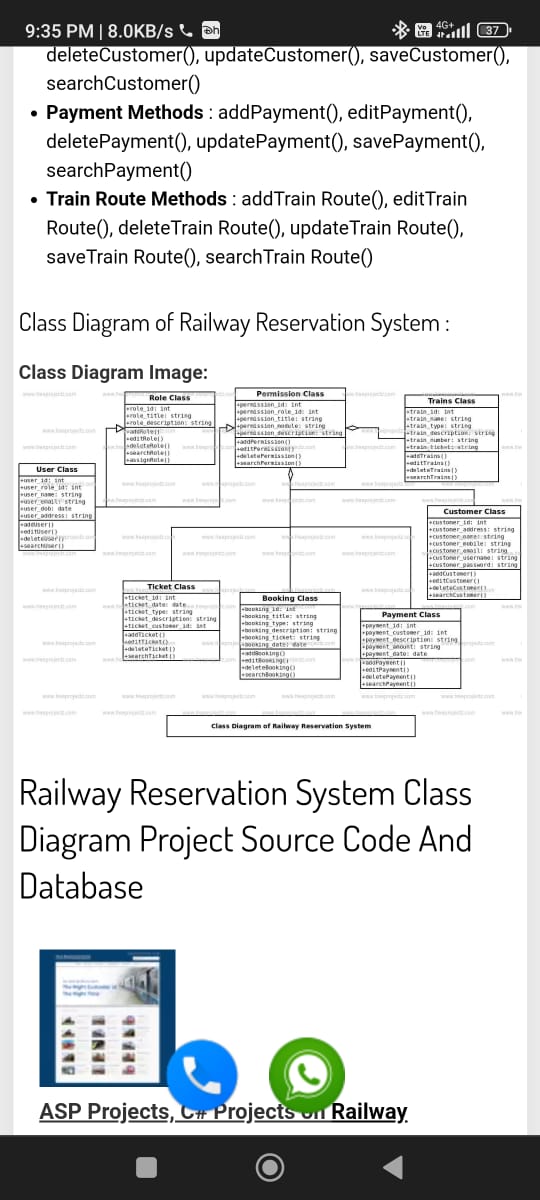 9:35 PM | 8.0KB/s
4G+
37
deleteCustomer(), updateCustomer(), saveCustomer(),
searchCustomer()
• Payment Methods : addPayment(), editPayment(),
deletePayment(), updatePayment(), savePayment(),
searchPayment()
• Train Route Methods : addTrain Route(), editTrain
Route(), deleteTrain Route(), updateTrain Route(),
saveTrain Route(), searchTrain Route()
Class Diagram of Railway Reservation System :
Class Diagram Image:
Role Class
+role_id: int
+role_title: string
+role_description: string
+addRole()
+editRole()
+deleteRole()
+searchRole()
+assignRole()
Permission Class
+permission_id: int
+permission_role_id: int
+permission_title: string
+permission_module: string
+permission_description: string
+addPermission()
+editPermission()
+deletePermission()
+searchPermission()
Trains Class
+train_id: int
+train_name: string
+train_type: string
+train_description: string
+train_number: string
+train_ticket: string
+addTrains()
+editTrains()
+deleteTrains()
+searchTrains()
User Class
+user_id: int
+user_role_id: int
+user_name: string
+user_email: string
+user_dob: date
+user_address: string
+addUser()
+editUser()
+deleteUser()
+searchUser()
Customer Class
+customer_id: int
+customer_address: string
+customer_name: string
+customer_mobile: string
+customer_email: string
+customer_username: string
+customer_password: string
+addCustomer()
+editCustomer()
+deleteCustomer()
+searchCustomer()
Ticket Class
+ticket_id: int
+ticket_date: date
+ticket_type: string
+ticket_description: string
+ticket_customer_id: int
+addTicket()
+editTicket()
+deleteTicket()
+searchTicket()
Booking Class
+booking_id: int
+booking_title: string
+booking_type: string
+booking_description: string
+booking_ticket: string
+booking_date: date
+addBooking()
+editBooking()
+deleteBooking()
+searchBooking()
Payment Class
+payment_id: int
+payment_customer_id: int
+payment_description: string
+payment_amount: string
+payment_date: date
+addPayment()
+editPayment()
+deletePayment()
+searchPayment()
Class Diagram of Railway Reservation System
Railway Reservation System Class
Diagram Project Source Code And
Database
The Right Time
ASP Projects, C# Projects on Railway